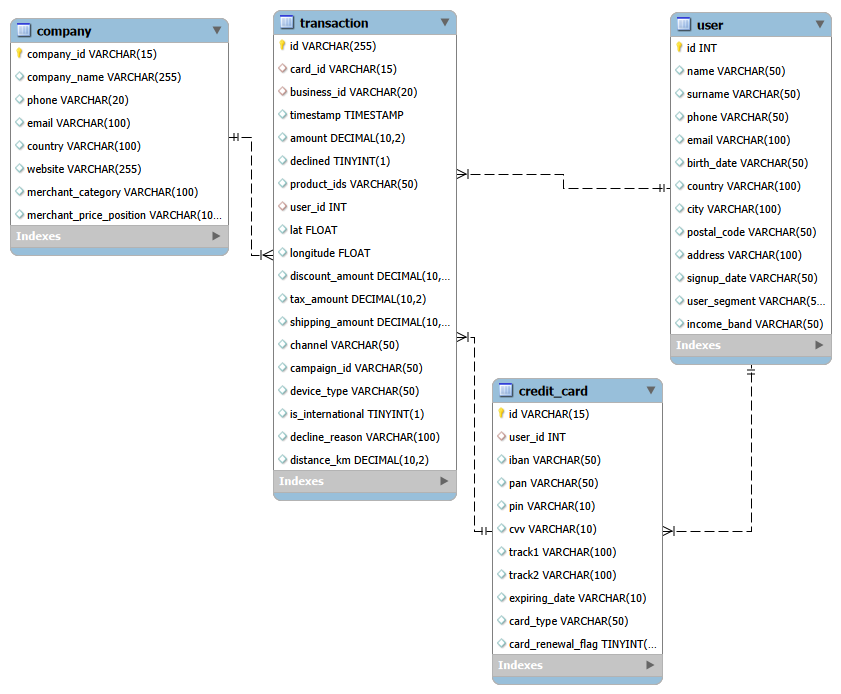 company
company_id VARCHAR(15)
company_name VARCHAR(255)
phone VARCHAR(20)
email VARCHAR(100)
country VARCHAR(100)
website VARCHAR(255)
merchant_category VARCHAR(100)
merchant_price_position VARCHAR(10...
Indexes
transaction
id VARCHAR(255)
card_id VARCHAR(15)
business_id VARCHAR(20)
timestamp TIMESTAMP
amount DECIMAL(10,2)
declined TINYINT(1)
product_ids VARCHAR(50)
user_id INT
lat FLOAT
longitude FLOAT
discount_amount DECIMAL(10,...
tax_amount DECIMAL(10,2)
shipping_amount DECIMAL(10,...
channel VARCHAR(50)
campaign_id VARCHAR(50)
device_type VARCHAR(50)
is_international TINYINT(1)
decline_reason VARCHAR(100)
distance_km DECIMAL(10,2)
Indexes
user
id INT
name VARCHAR(50)
surname VARCHAR(50)
phone VARCHAR(50)
email VARCHAR(100)
birth_date VARCHAR(50)
country VARCHAR(100)
city VARCHAR(100)
postal_code VARCHAR(50)
address VARCHAR(100)
signup_date VARCHAR(50)
user_segment VARCHAR(5...
income_band VARCHAR(50)
Indexes
credit_card
id VARCHAR(15)
user_id INT
iban VARCHAR(50)
pan VARCHAR(50)
pin VARCHAR(10)
cvv VARCHAR(10)
track1 VARCHAR(100)
track2 VARCHAR(100)
expiring_date VARCHAR(10)
card_type VARCHAR(50)
card_renewal_flag TINYINT(...
Indexes